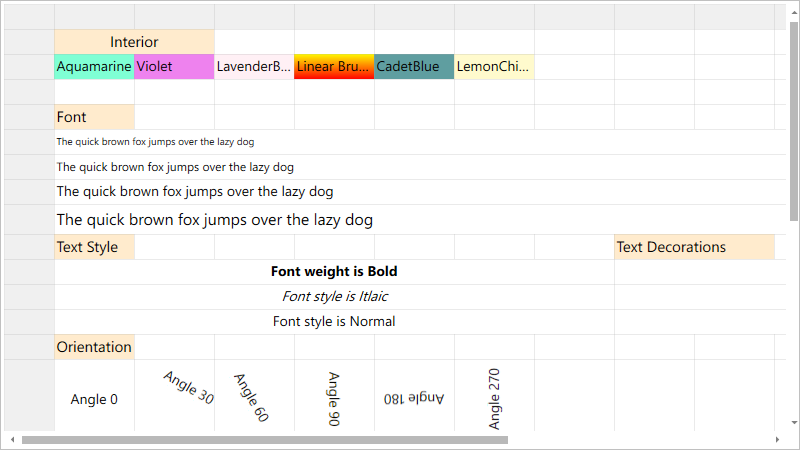 Interior
Aquamarine Violet LavenderB... Linear Bru... CadetBlue LemonChi...
Font
The quick brown fox jumps over the lazy dog
The quick brown fox jumps over the lazy dog
The quick brown fox jumps over the lazy dog
The quick brown fox jumps over the lazy dog
Text Style Text Decorations
Font weight is Bold
Font style is Itlaic
Font style is Normal
Orientation
Angle 0 Angle 30 Angle 60 Angle 90 Angle 180 Angle 270